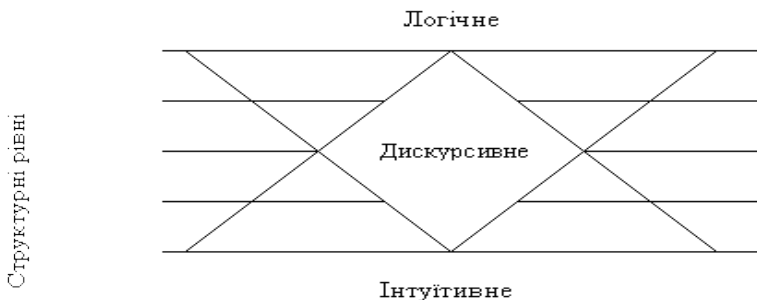 Логічне
Структурні рівні
Дискурсивне
Інтуїтивне